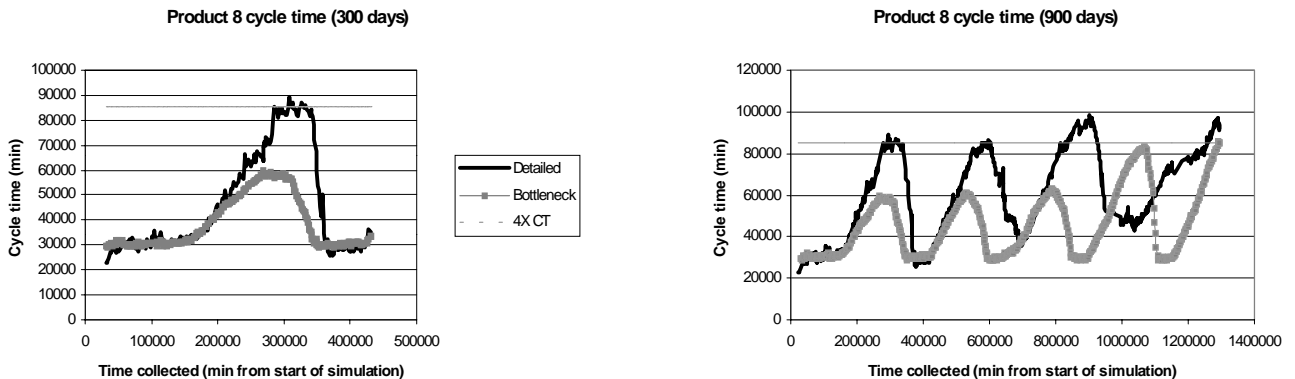 Product 8 cycle time (300 days)
100000
90000
80000
70000
60000
50000
40000
30000
20000
10000
0
Cycle time (min)
0 100000 200000 300000 400000 500000
Time collected (min from start of simulation)
Detailed
Bottleneck
4X CT
Product 8 cycle time (900 days)
120000
100000
80000
60000
40000
20000
0
Cycle time (min)
0 200000 400000 600000 800000 1000000 1200000 1400000
Time collected (min from start of simulation)